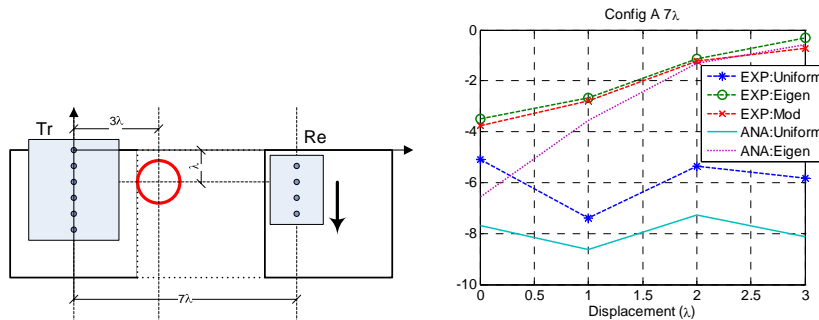 Config A 7λ
Tr
3λ
Re
λ
7λ
0
-2
-4
-6
-8
-10
0
0.5
1
1.5
2
2.5
3
Displacement (λ)
EXP:Uniform
EXP:Eigen
EXP:Mod
ANA:Uniform
ANA:Eigen